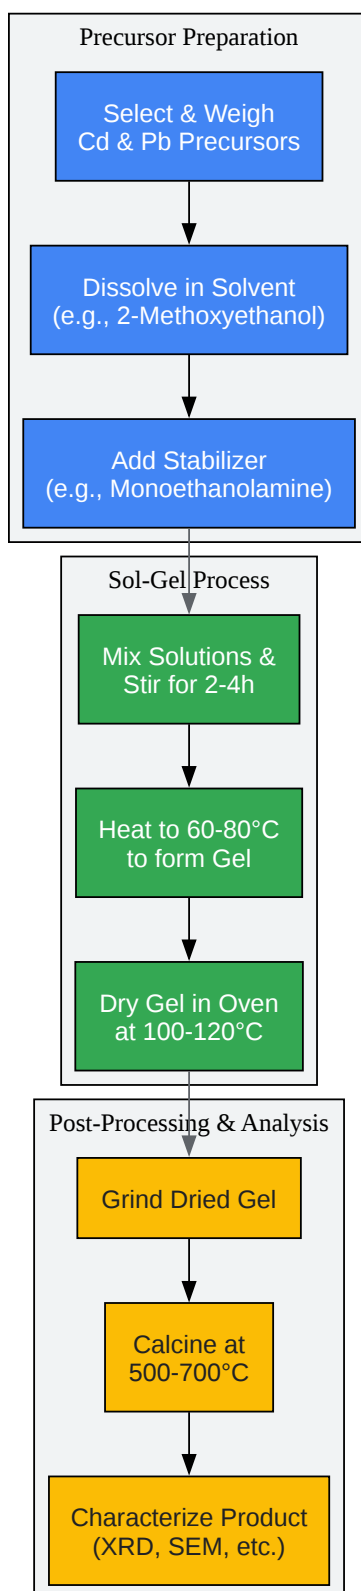 Precursor Preparation
Select & Weigh
Cd & Pb Precursors
Dissolve in Solvent
(e.g., 2-Methoxyethanol)
Add Stabilizer
(e.g., Monoethanolamine)
Sol-Gel Process
Mix Solutions &
Stir for 2-4h
Heat to 60-80°C
to form Gel
Dry Gel in Oven
at 100-120°C
Post-Processing & Analysis
Grind Dried Gel
Calcine at
500-700°C
Characterize Product
(XRD, SEM, etc.)